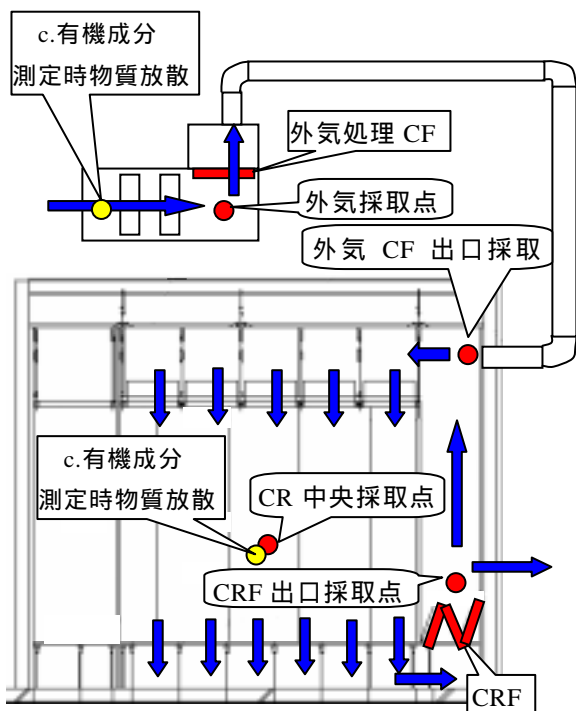 c.有機成分
測定時物質放散
外気処理 CF
外気採取点
外気 CF 出口採取
c.有機成分
測定時物質放散
CR 中央採取点
CRF 出口採取点
CRF